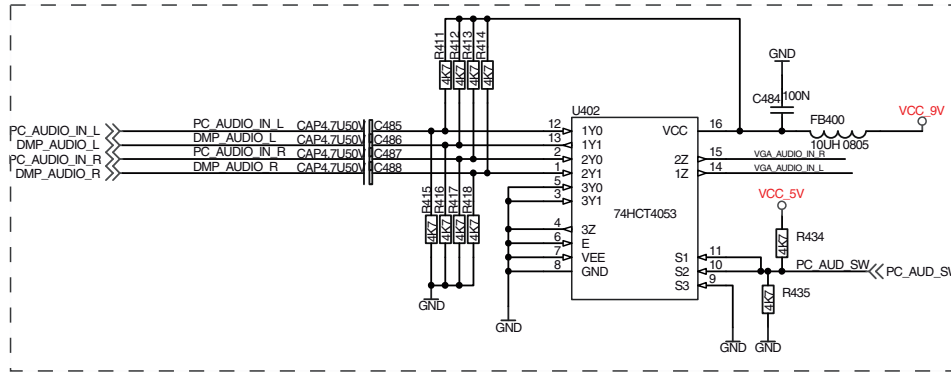 R411
R412
R413
R414
4K7
4K7
4K7
4K7
GND
C484
100N
VCC_9V
FB400
10UH 0805
PC_AUDIO_IN_L
PC_AUDIO_IN_L
CAP4.7U50V
C485
DMP_AUDIO_L
DMP_AUDIO_L
CAP4.7U50V
C486
PC_AUDIO_IN_R
PC_AUDIO_IN_R
CAP4.7U50V
C487
DMP_AUDIO_R
DMP_AUDIO_R
CAP4.7U50V
C488
U402
12 1Y0
13 1Y1
2 2Y0
1 2Y1
5 3Y0
3 3Y1
4 3Z
6 E
7 VEE
8 GND
74HCT4053
VCC 16
2Z 15
1Z 14
S1 11
S2 10
S3 9
VGA_AUDIO_IN_R
VGA_AUDIO_IN_L
VCC_5V
4K7
R434
PC_AUD_SW
PC_AUD_SW
4K7
R435
R415
R416
R417
R418
4K7
4K7
4K7
4K7
GND
GND
GND
GND